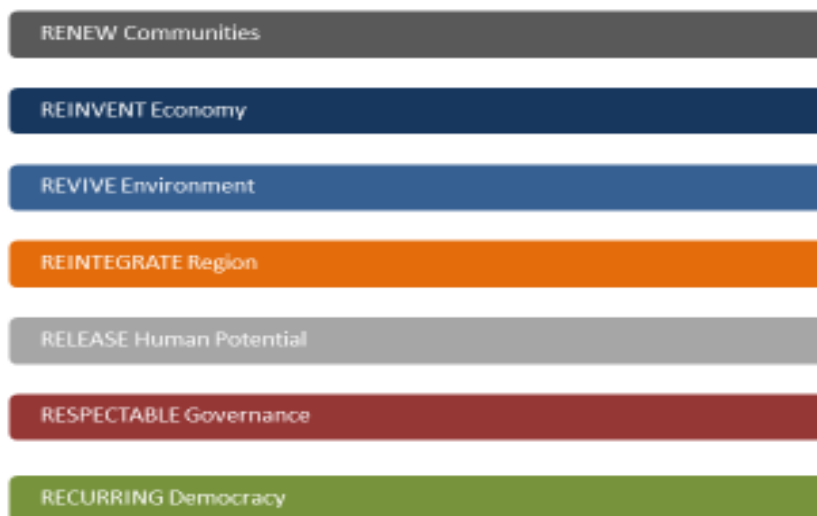 RENEW Communities
REINVENT Economy
REVIVE Environment
REINTEGRATE Region
RELEASE Human Potential
RESPECTABLE Governance
RECURRING Democracy